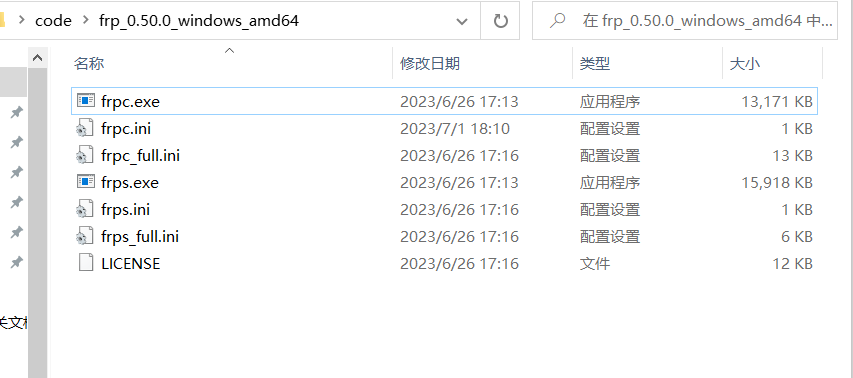 code > frp_0.50.0_windows_amd64
在 frp_0.50.0_windows_amd64 中...
名称 修改日期 类型 大小
frpc.exe 2023/6/26 17:13 应用程序 13,171 KB
frpc.ini 2023/7/1 18:10 配置设置 1 KB
frpc_full.ini 2023/6/26 17:16 配置设置 13 KB
frps.exe 2023/6/26 17:13 应用程序 15,918 KB
frps.ini 2023/6/26 17:16 配置设置 1 KB
frps_full.ini 2023/6/26 17:16 配置设置 6 KB
LICENSE 2023/6/26 17:16 文件 12 KB
关文